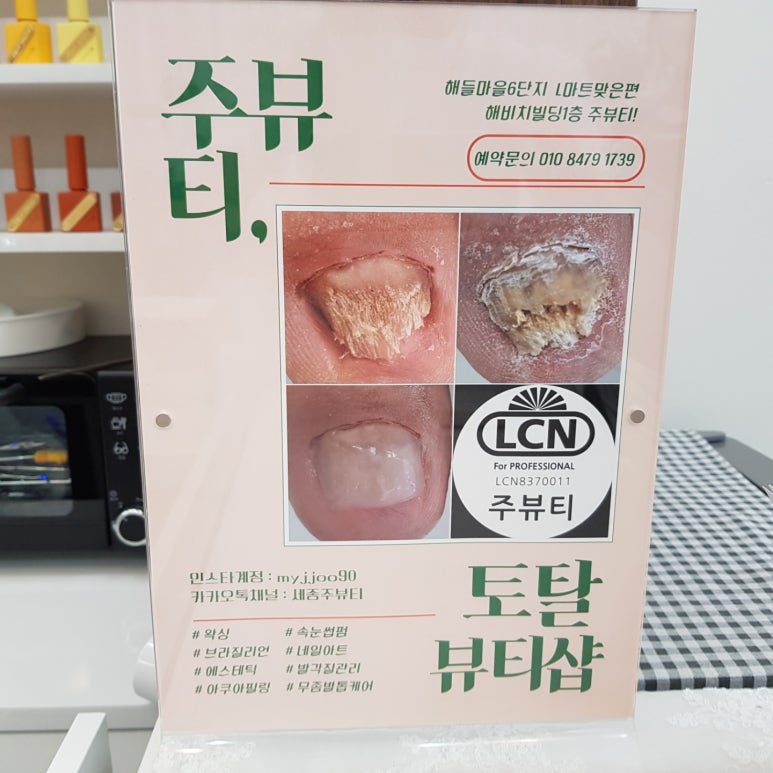 주뷰
티,
해들마을6단지 L마트맞은편
해비치빌딩1층 주뷰티!
예약문의 010 8479 1739
LCN
For PROFESSIONAL
LCN8370011
주뷰티
인스타계정 : myjjoo90
카카오톡채널 : 세종주뷰티
# 왁싱
# 브라질리언
# 에스테틱
# 아쿠아필링
# 속눈썹펌
# 네일아트
# 발각질관리
# 무좀발톱케어
토탈
뷰티샵